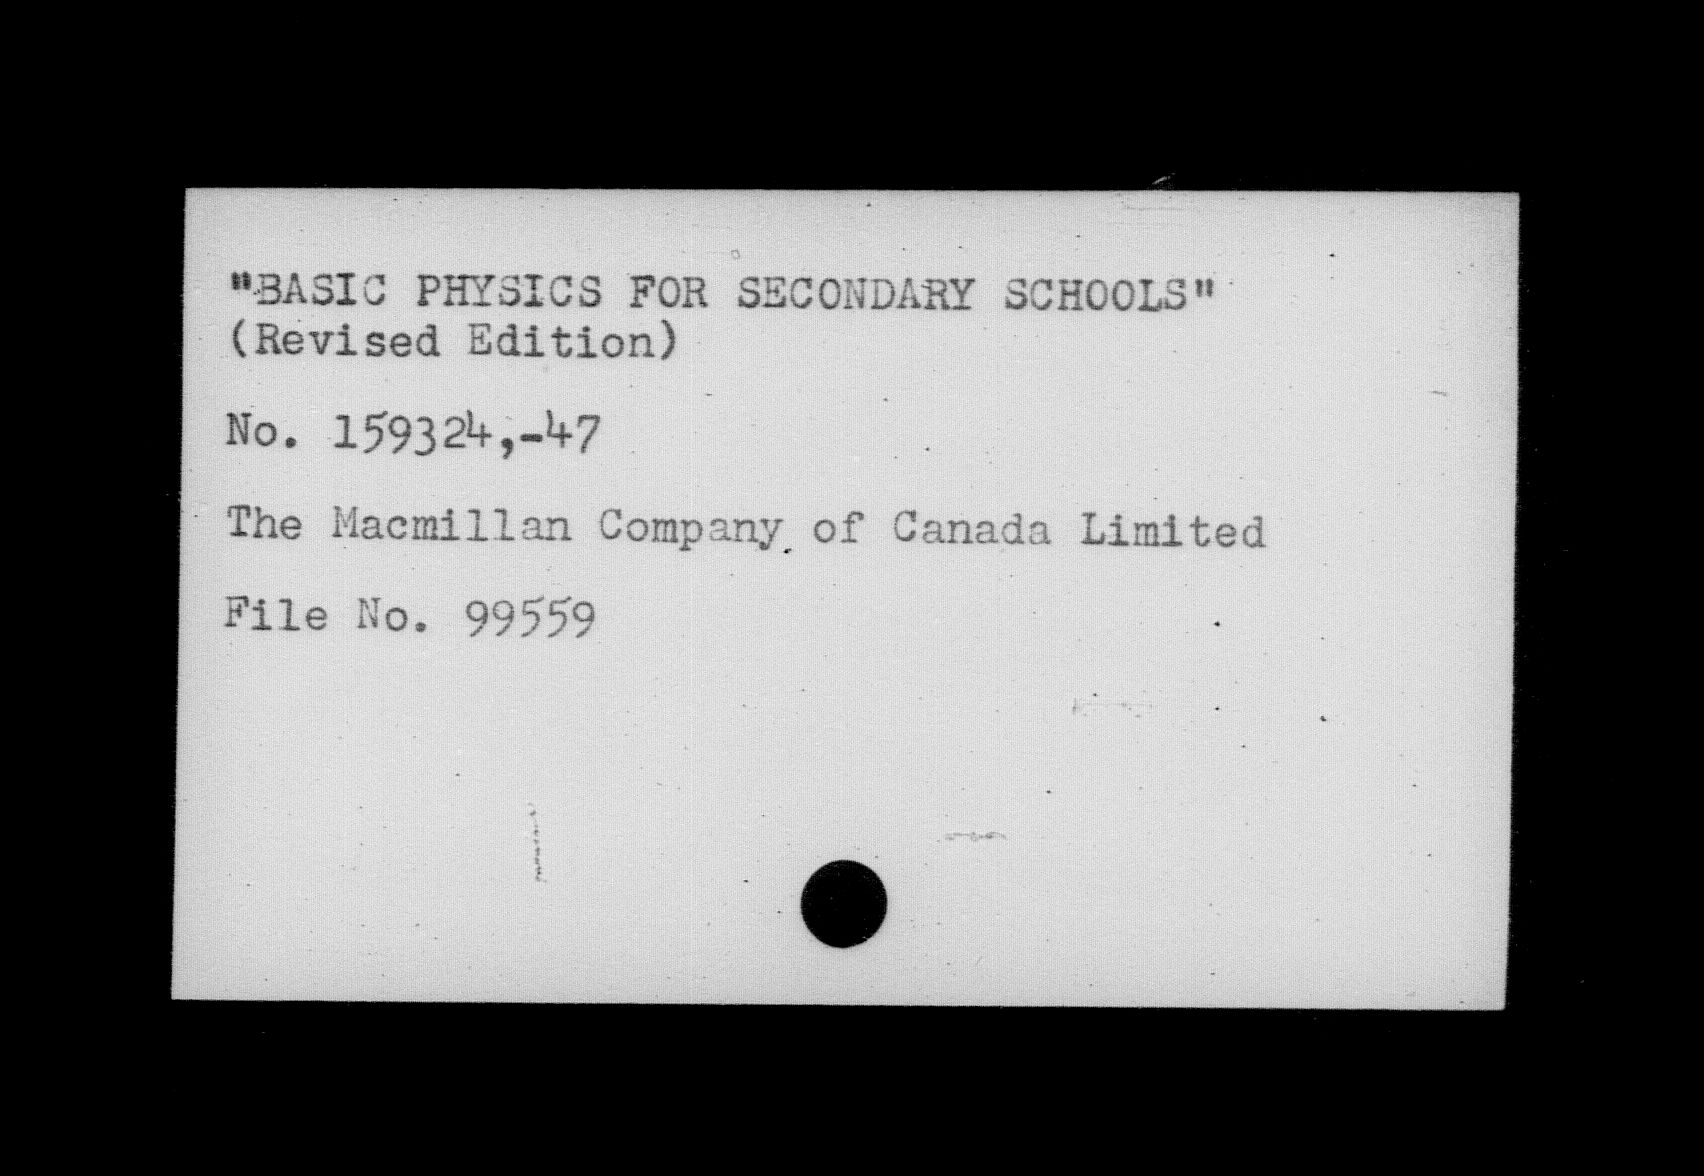 "BASIC PHYSICS FOR SECONDARY SCHOOLS"
(Revised Edition)
No. 159324,-47
The Macmillan Company of Canada Limited
File No. 99559